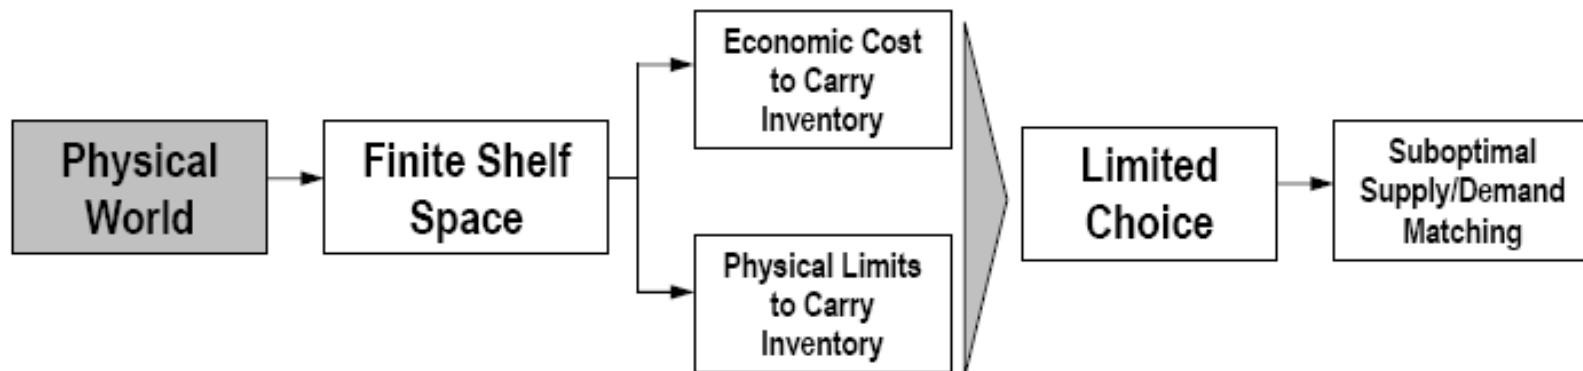 Physical
World
Finite Shelf
Space
Economic Cost
to Carry
Inventory
Physical Limits
to Carry
Inventory
Limited
Choice
Suboptimal
Supply/Demand
Matching